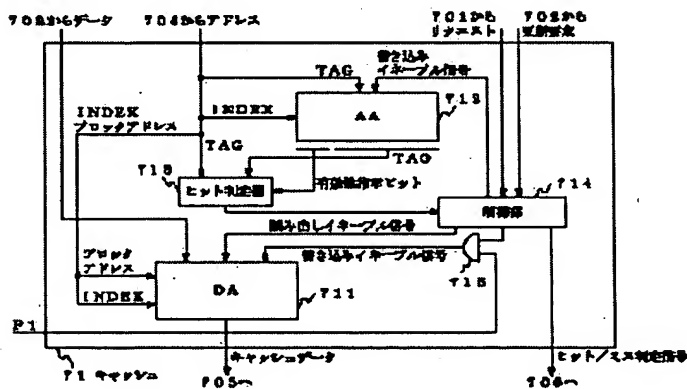 702からデータ
704からアドレス
701から
リクエスト
702から
書き込み
イネーブル信号
TAG
INDEX
AA
712
INDEX
ブロックアドレス
TAG
TAG
713
ヒット判定器
有効性指示ビット
714
制御部
読み出しイネーブル信号
書き込みイネーブル信号
715
ブロック
アドレス
INDEX
DA
711
P1
71 キャッシュ
キャッシュデータ
705へ
ヒット/ミス判定信号
706へ